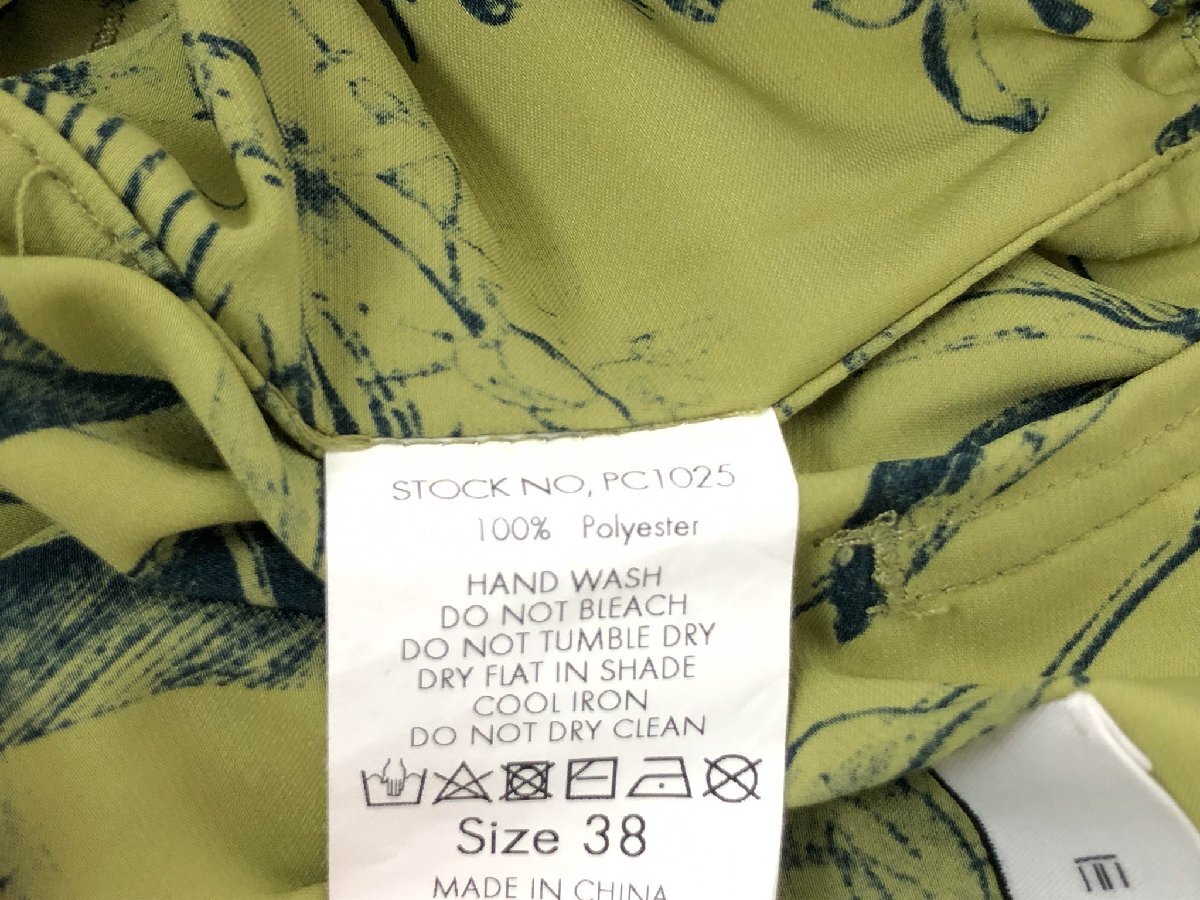 STOCK NO, PC1025
100% Polyester
HAND WASH
DO NOT BLEACH
DO NOT TUMBLE DRY
DRY FLAT IN SHADE
COOL IRON
DO NOT DRY CLEAN
Size 38
MADE IN CHINA